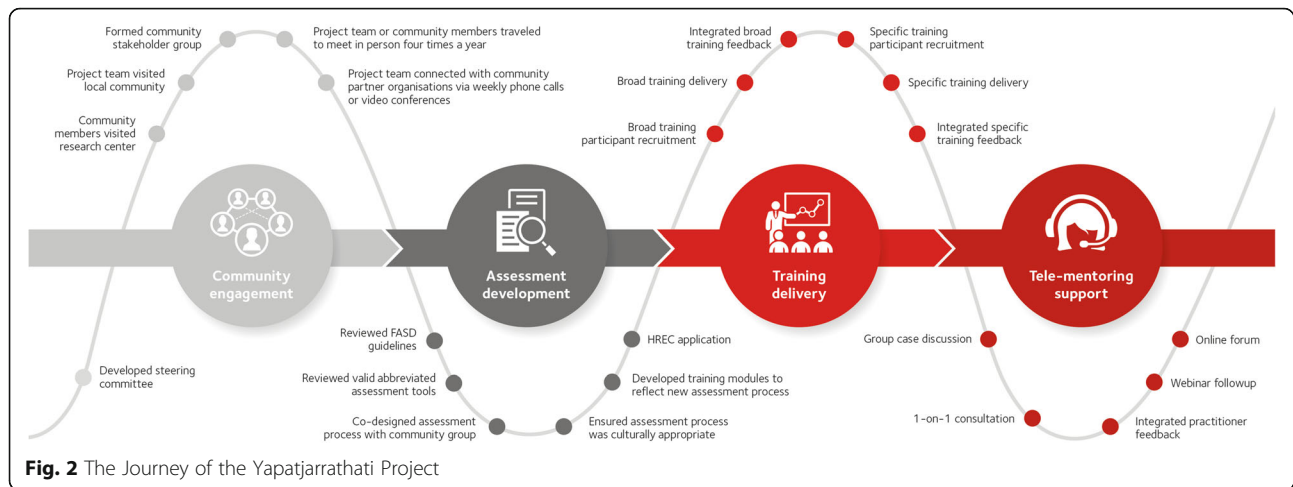 Formed community
stakeholder group
Project team or community members traveled
to meet in person four times a year
Project team visited
local community
Project team connected with community
partner organisations via weekly phone calls
or video conferences
Community
members visited
research center
Developed steering
committee
Community
engagement
Assessment
development
Reviewed FASD
guidelines
Reviewed valid abbreviated
assessment tools
Co-designed assessment
process with community group
HREC application
Developed training modules to
reflect new assessment process
Ensured assessment process
was culturally appropriate
Integrated broad
training feedback
Specific training
participant recruitment
Broad training delivery
Specific training delivery
Broad training
participant recruitment
Integrated specific
training feedback
Training
delivery
Tele-mentoring
support
Group case discussion
1-on-1 consultation
Online forum
Webinar followup
Integrated practitioner
feedback
Fig. 2 The Journey of the Yapatjarrathati Project